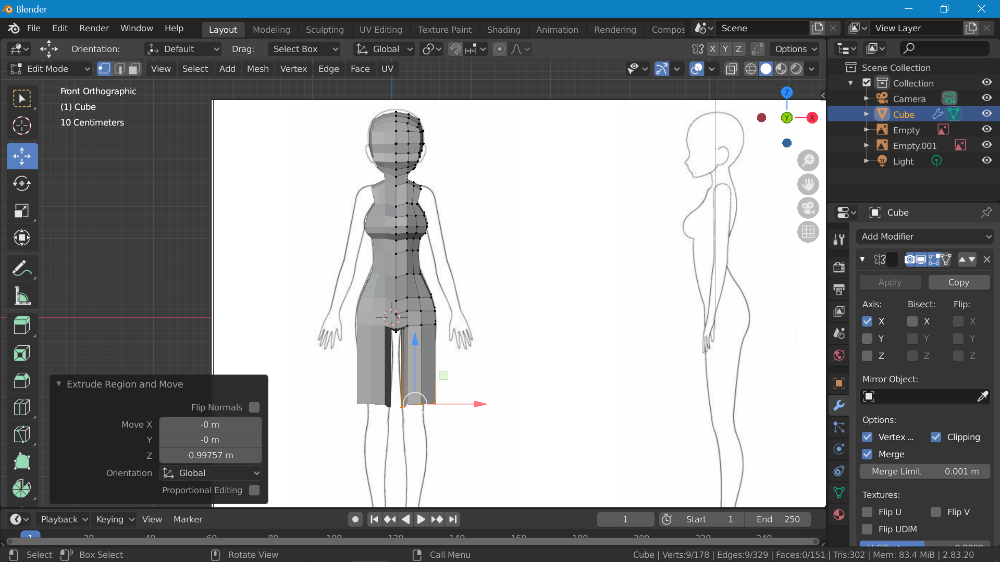 Blender
File Edit Render Window Help Layout Modeling Sculpting UV Editing Texture Paint Shading Animation Rendering Compos Scene View Layer
Orientation: Default Drag: Select Box Global X Y Z Options
Edit Mode View Select Add Mesh Vertex Edge Face UV
Front Orthographic
(1) Cube
10 Centimeters
Z
Y
X
Scene Collection
Collection
Camera
Cube
Empty
Empty.001
Light
Cube
Add Modifier
Apply Copy
Axis: Bisect: Flip:
X X X
Y Y Y
Z Z Z
Mirror Object:
Options:
Vertex ... Clipping
Merge
Merge Limit 0.001 m
Textures:
Flip U Flip V
Flip UDIM
Extrude Region and Move
Flip Normals
Move X -0 m
Y -0 m
Z -0.99757 m
Orientation Global
Proportional Editing
Playback Keying View Marker 1 Start 1 End 250
1 20 40 60 80 100 120 140 160 180 200 220 240
Select Box Select Rotate View Call Menu Cube | Verts:9/178 | Edges:9/329 | Faces:0/151 | Tris:302 | Mem: 83.4 MiB | 2.83.20